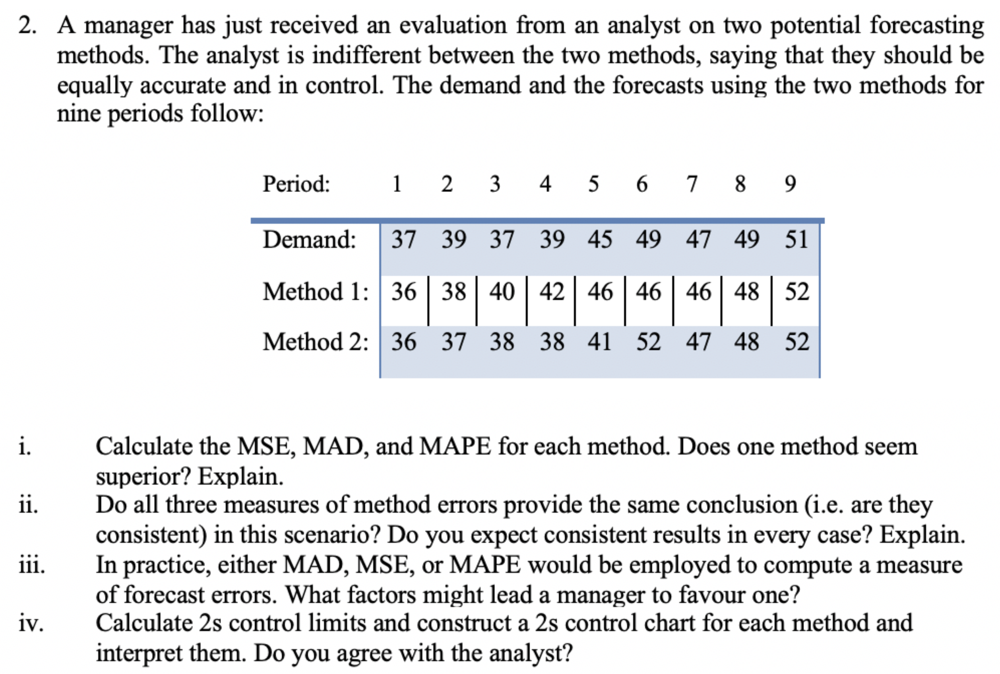 2. A manager has just received an evaluation from an analyst on two potential forecasting
methods. The analyst is indifferent between the two methods, saying that they should be
equally accurate and in control. The demand and the forecasts using the two methods for
nine periods follow:
Period: 1 2 3 4 5 6 7 8 9
Demand: 37 39 37 39 45 49 47 49 51
Method 1: 36 38 40 42 46 46 46 48 52
Method 2: 36 37 38 38 41 52 47 48 52
i. Calculate the MSE, MAD, and MAPE for each method. Does one method seem
superior? Explain.
ii. Do all three measures of method errors provide the same conclusion (i.e. are they
consistent) in this scenario? Do you expect consistent results in every case? Explain.
iii. In practice, either MAD, MSE, or MAPE would be employed to compute a measure
of forecast errors. What factors might lead a manager to favour one?
iv. Calculate 2s control limits and construct a 2s control chart for each method and
interpret them. Do you agree with the analyst?